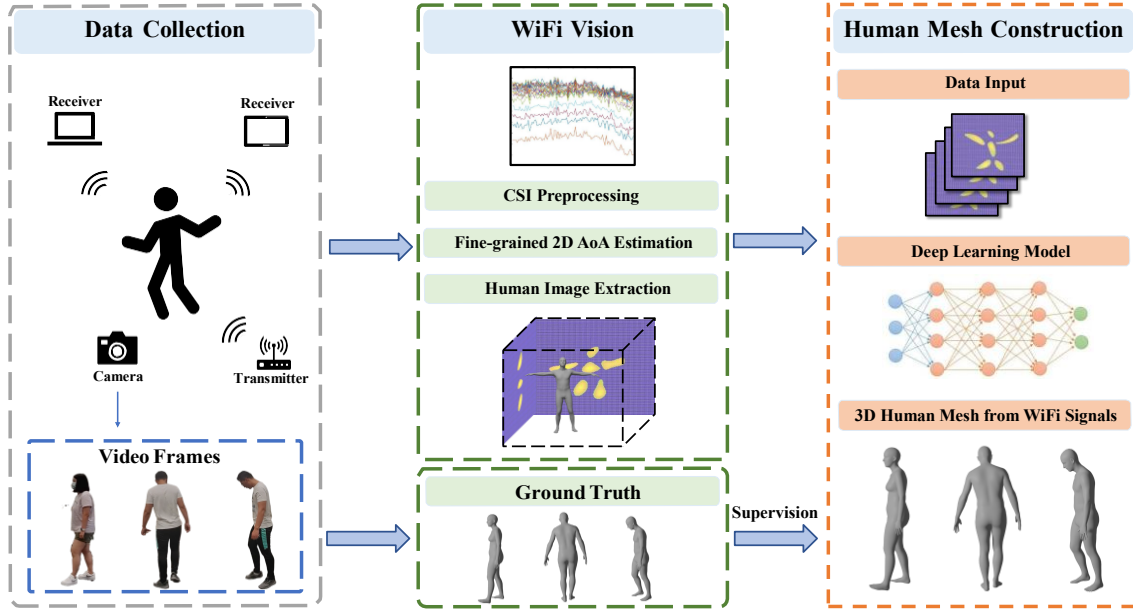 Data Collection
Receiver
Receiver
Camera
Transmitter
Video Frames
WiFi Vision
CSI Preprocessing
Fine-grained 2D AoA Estimation
Human Image Extraction
Ground Truth
Supervision
Human Mesh Construction
Data Input
Deep Learning Model
3D Human Mesh from WiFi Signals